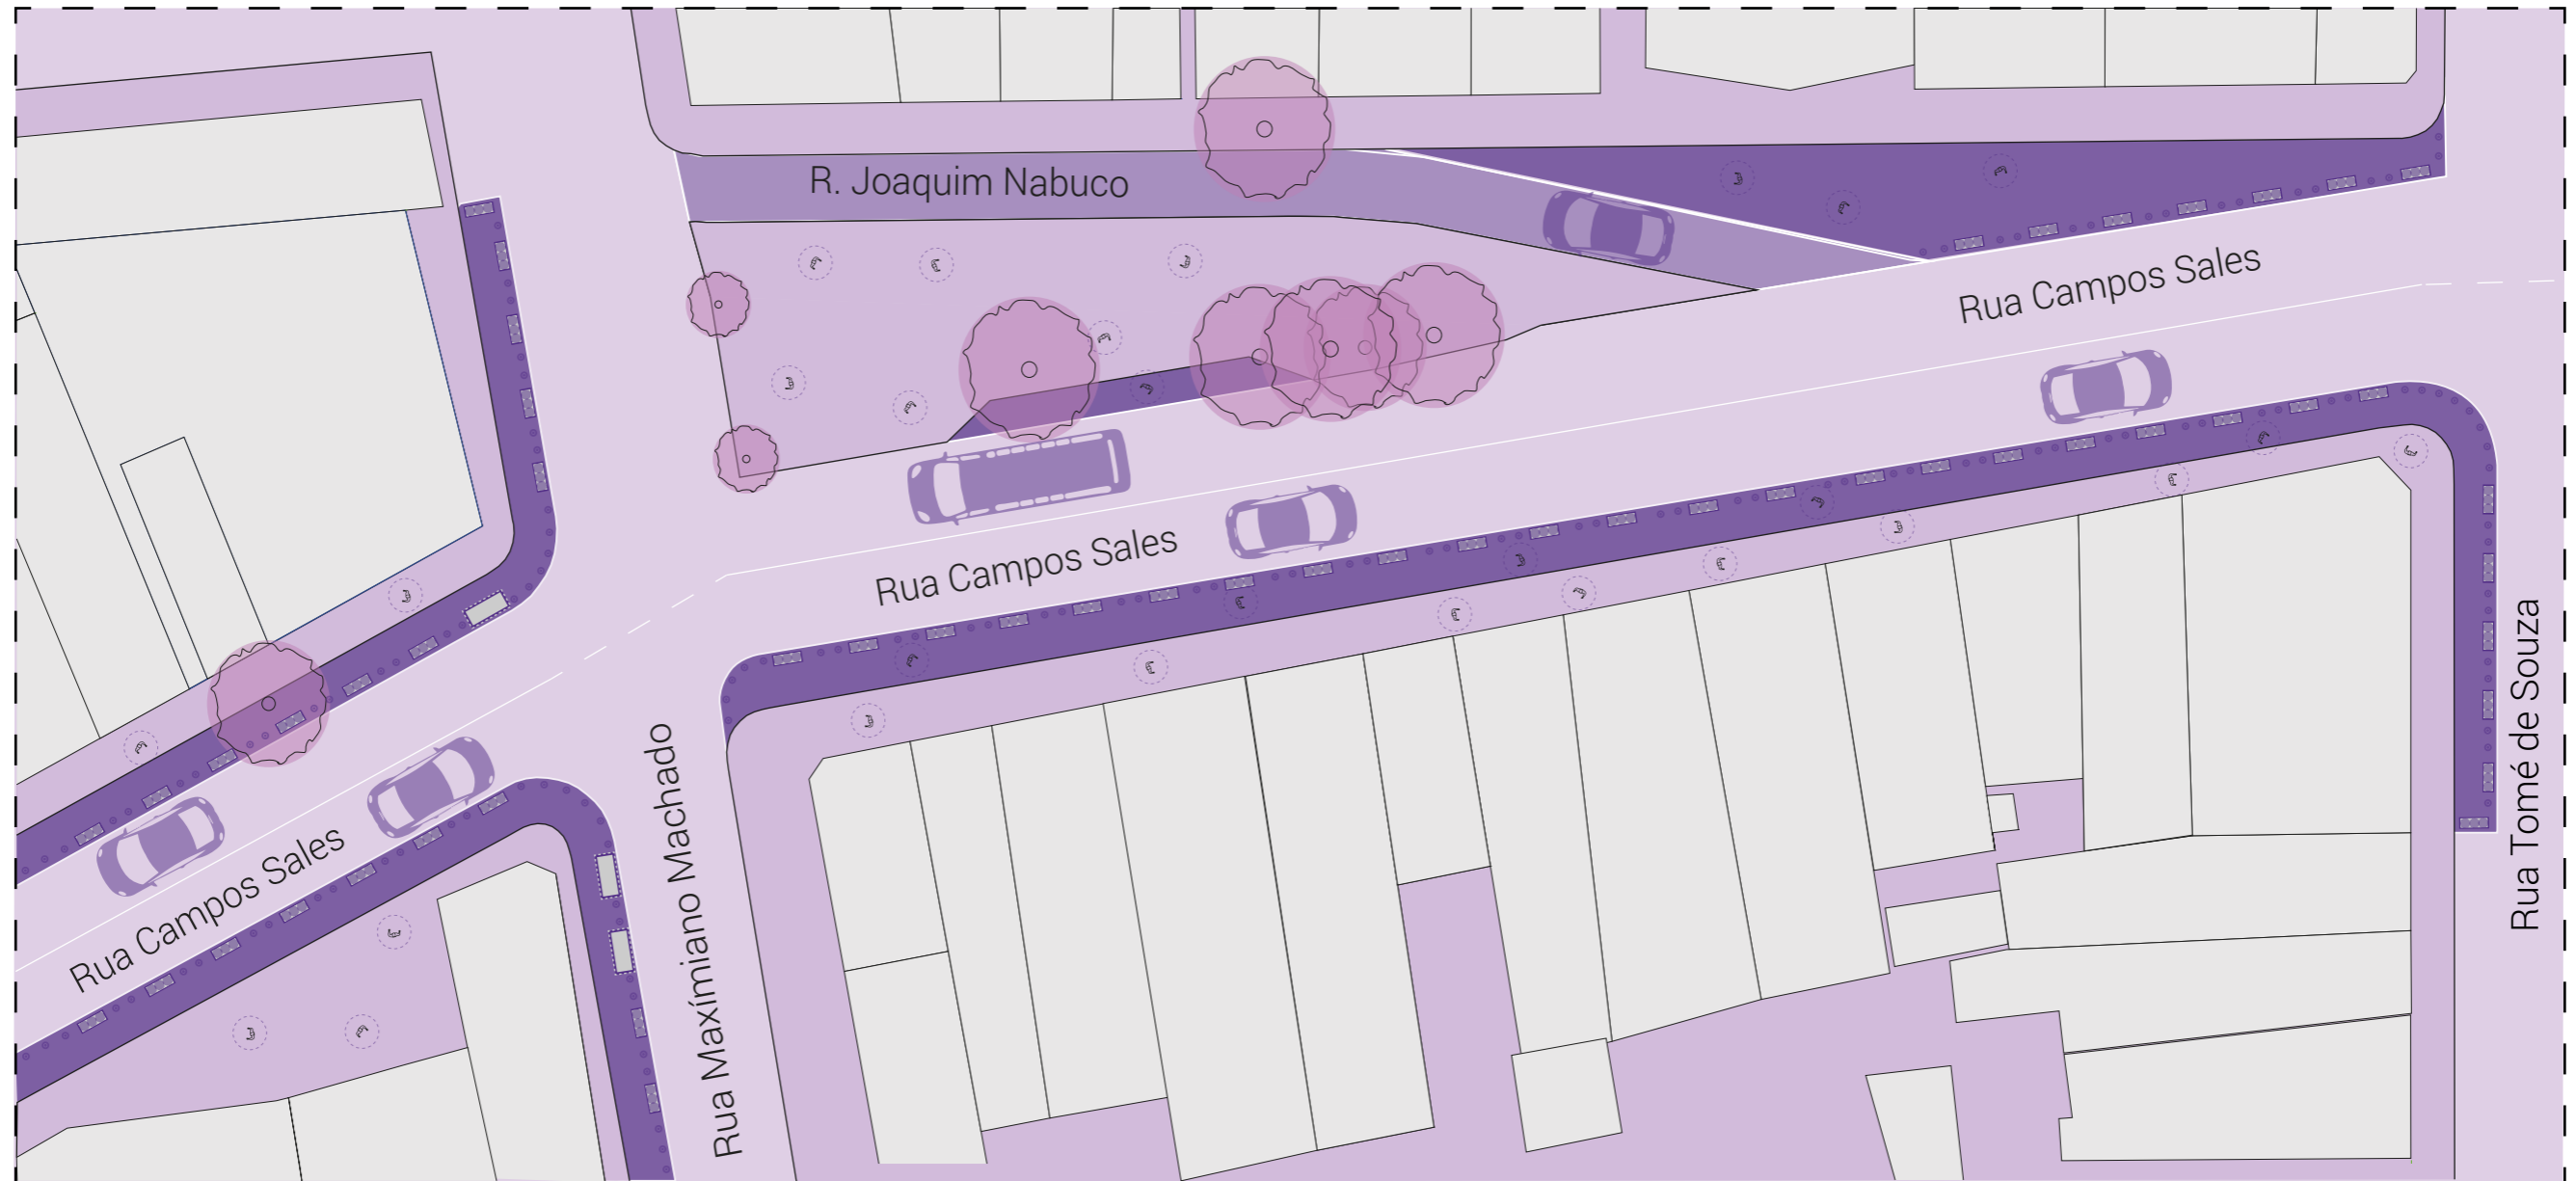 R. Joaquim Nabuco
Rua Campos Sales
Rua Campos Sales
Rua Campos Sales
Rua Maxímiano Machado
Rua Tomé de Souza